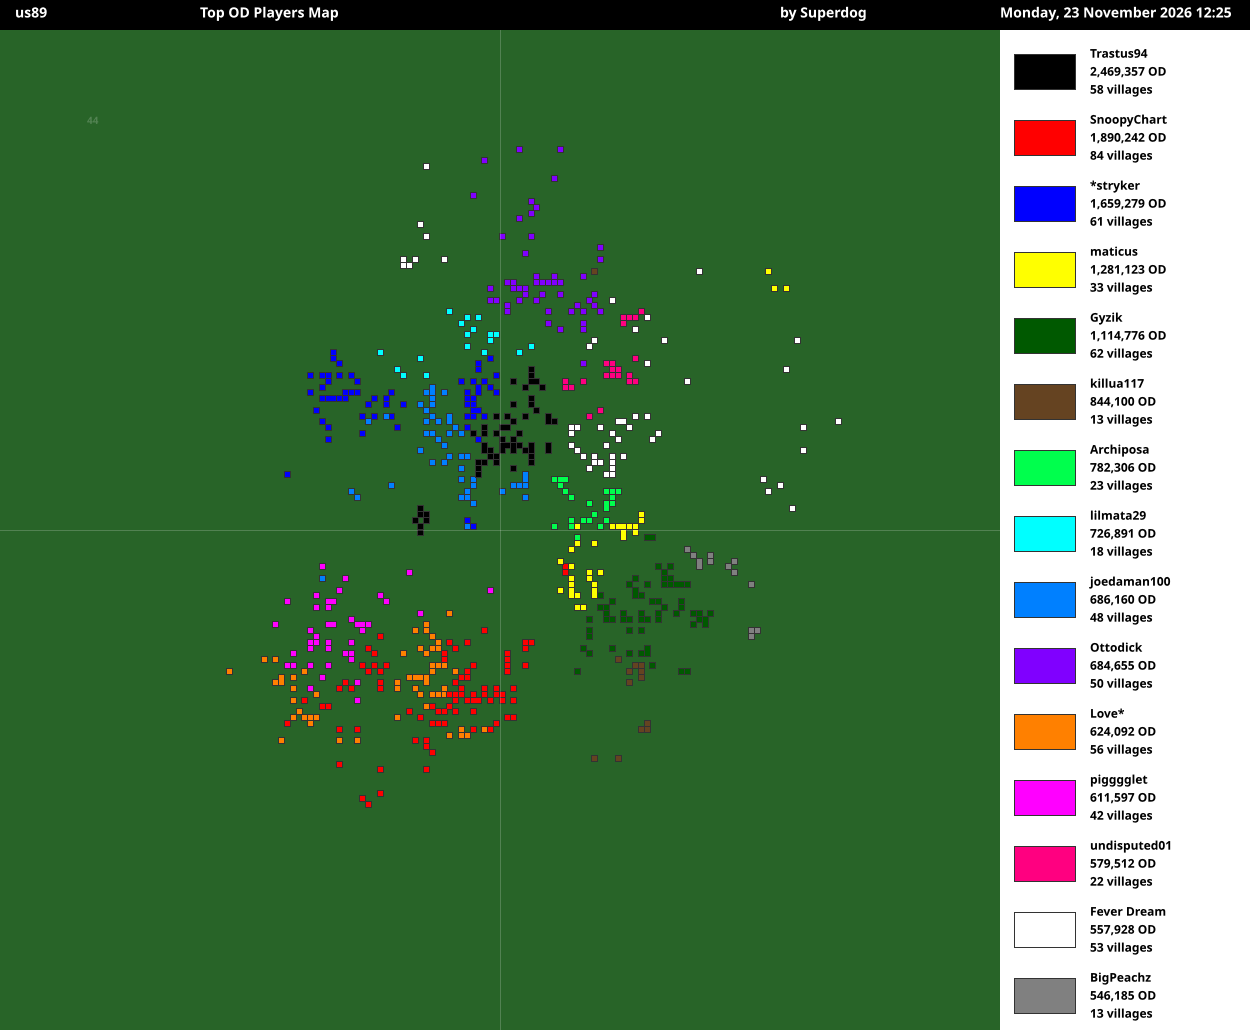 us89 Top OD Players Map by Superdog Monday, 23 November 2026 12:25
44
Trastus94
2,469,357 OD
58 villages
SnoopyChart
1,890,242 OD
84 villages
*stryker
1,659,279 OD
61 villages
maticus
1,281,123 OD
33 villages
Gyzik
1,114,776 OD
62 villages
killua117
844,100 OD
13 villages
Archiposa
782,306 OD
23 villages
lilmata29
726,891 OD
18 villages
joedaman100
686,160 OD
48 villages
Ottodick
684,655 OD
50 villages
Love*
624,092 OD
56 villages
pigggglet
611,597 OD
42 villages
undisputed01
579,512 OD
22 villages
Fever Dream
557,928 OD
53 villages
BigPeachz
546,185 OD
13 villages